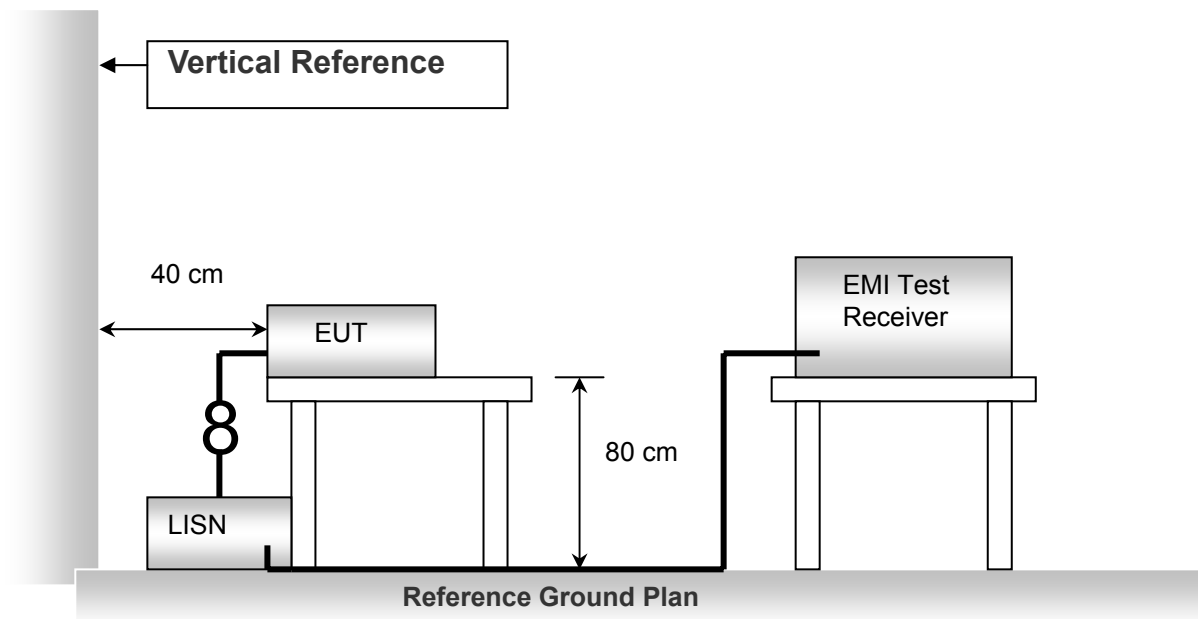 Vertical Reference
40 cm
EMI Test
Receiver
EUT
80 cm
LISN
Reference Ground Plan